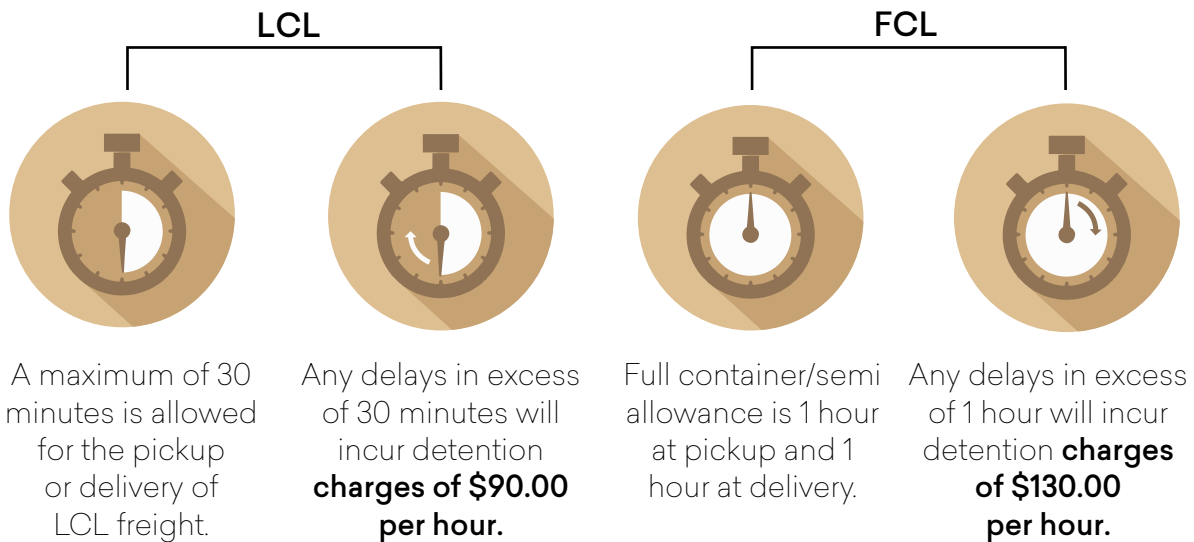 LCL
A maximum of 30
minutes is allowed
for the pickup
or delivery of
LCL freight.
Any delays in excess
of 30 minutes will
incur detention
charges of $90.00
per hour.
FCL
Full container/semi
allowance is 1 hour
at pickup and 1
hour at delivery.
Any delays in excess
of 1 hour will incur
detention charges
of $130.00
per hour.